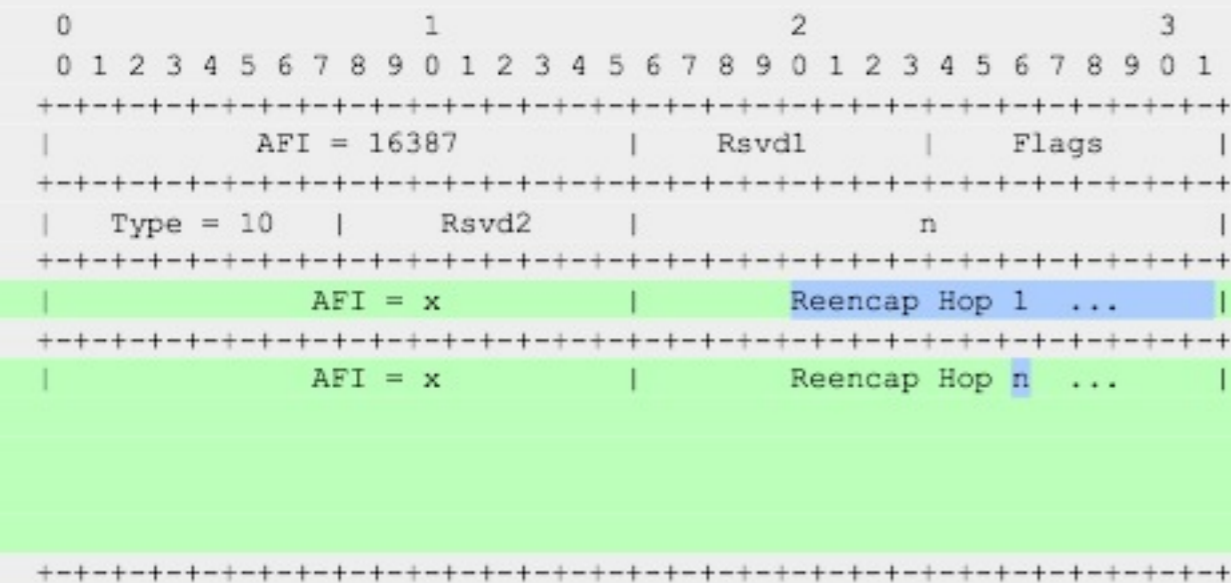 0                   1                   2                   3
0 1 2 3 4 5 6 7 8 9 0 1 2 3 4 5 6 7 8 9 0 1 2 3 4 5 6 7 8 9 0 1
+-+-+-+-+-+-+-+-+-+-+-+-+-+-+-+-+-+-+-+-+-+-+-+-+-+-+-+-+-+-+-+-+
|           AFI = 16387         |     Rsvd1     |     Flags     |
+-+-+-+-+-+-+-+-+-+-+-+-+-+-+-+-+-+-+-+-+-+-+-+-+-+-+-+-+-+-+-+-+
|   Type = 10   |     Rsvd2     |               n               |
+-+-+-+-+-+-+-+-+-+-+-+-+-+-+-+-+-+-+-+-+-+-+-+-+-+-+-+-+-+-+-+-+
|              AFI = x          |        Reencap Hop 1  ...     |
+-+-+-+-+-+-+-+-+-+-+-+-+-+-+-+-+-+-+-+-+-+-+-+-+-+-+-+-+-+-+-+-+
|              AFI = x          |        Reencap Hop n  ...     |
+-+-+-+-+-+-+-+-+-+-+-+-+-+-+-+-+-+-+-+-+-+-+-+-+-+-+-+-+-+-+-+-+